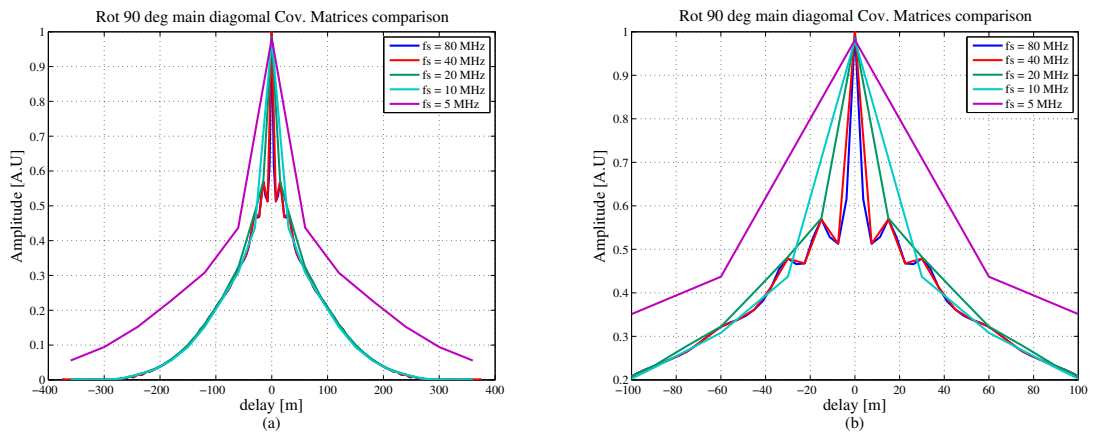 Rot 90 deg main diagomal Cov. Matrices comparison
1
0.9
0.8
0.7
0.6
0.5
0.4
0.3
0.2
0.1
0
Amplitude [A.U]
fs = 80 MHz
fs = 40 MHz
fs = 20 MHz
fs = 10 MHz
fs = 5 MHz
−400 −300 −200 −100 0 100 200 300 400
delay [m]
(a)
Rot 90 deg main diagomal Cov. Matrices comparison
1
0.9
0.8
0.7
0.6
0.5
0.4
0.3
0.2
Amplitude [A.U]
fs = 80 MHz
fs = 40 MHz
fs = 20 MHz
fs = 10 MHz
fs = 5 MHz
−100 −80 −60 −40 −20 0 20 40 60 80 100
delay [m]
(b)